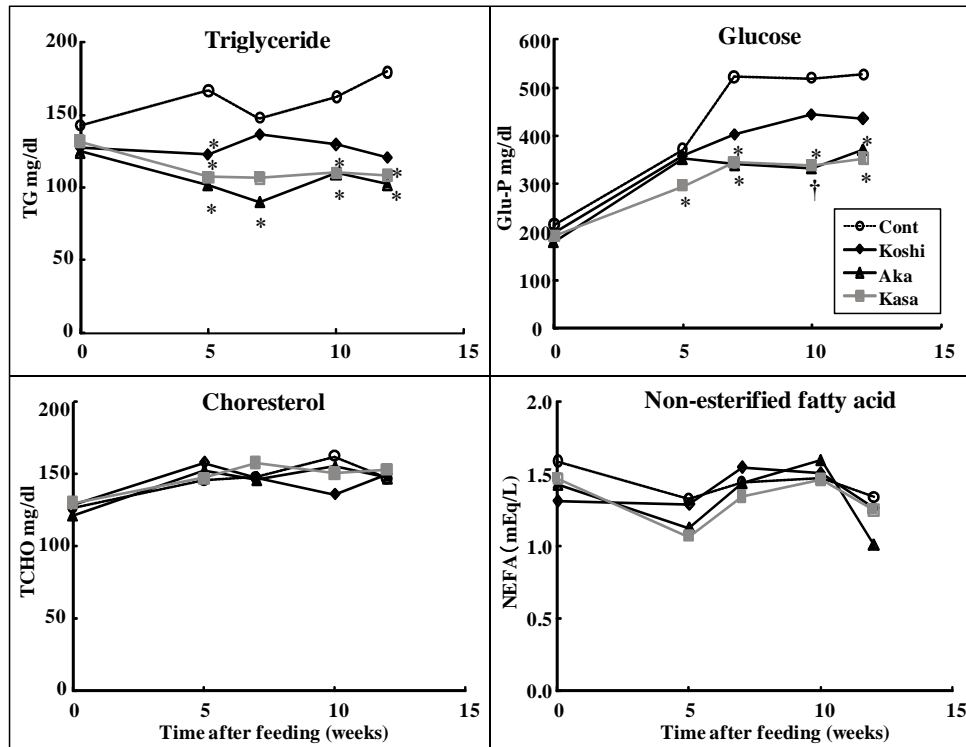 Triglyceride
200
150
100
50
0
TG mg/dl
0 5 10 15
*
*
*
*
*
*
*
*
Glucose
600
500
400
300
200
100
0
Glu-P mg/dl
0 5 10 15
*
*
*
*
†
*
*
Cont
Koshi
Aka
Kasa
Choresterol
200
150
100
50
0
TCHO mg/dl
0 5 10 15
Time after feeding (weeks)
Non-esterified fatty acid
2.0
1.5
1.0
0.5
0.0
NEFA (mEq/L)
0 5 10 15
Time after feeding (weeks)